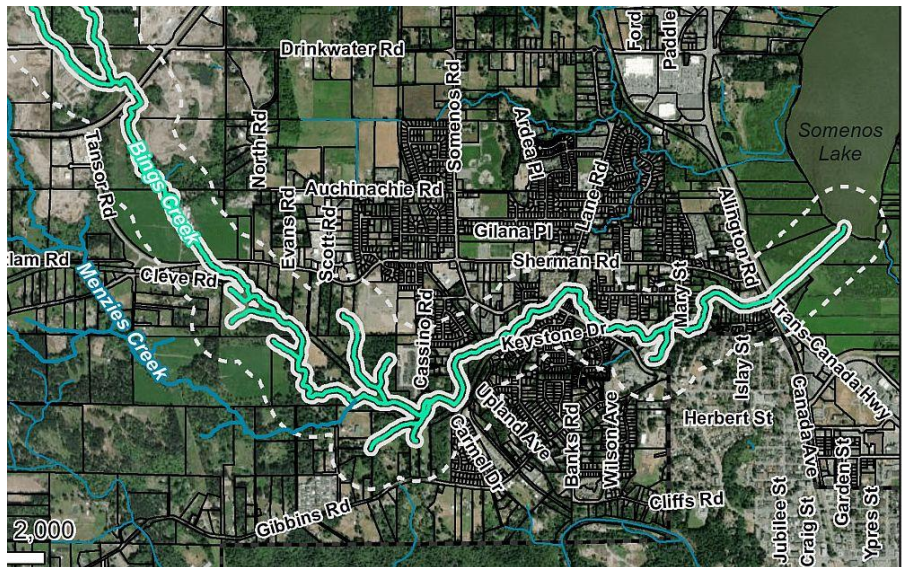 Drinkwater Rd
Ford
Paddle
Somenos Rd
Ardea Pl
Somenos
Lake
North Rd
Tansor Rd
Bings Creek
Auchinachie Rd
Lane Rd
Evans Rd
Scott Rd
Gilana Pl
Allington Rd
Sherman Rd
lam Rd
Cleve Rd
Menzies Creek
Mary St
Cassino Rd
Keystone Dr
Trans-Canada Hwy
Islay St
Upland Ave
Herbert St
Canada Ave
Carmel Dr
Banks Rd
Wilson Ave
Garden St
Cliffs Rd
Jubilee St
Craig St
Ypres St
Gibbins Rd
2,000